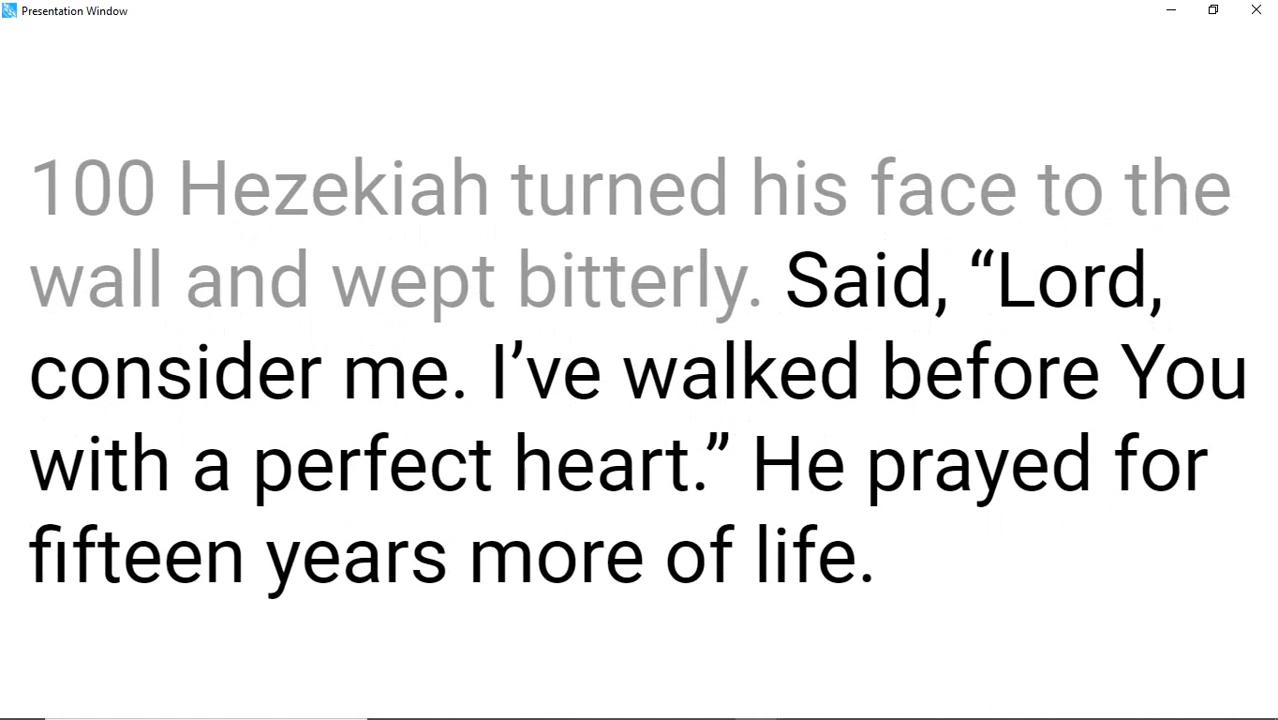 Presentation Window
100 Hezekiah turned his face to the
wall and wept bitterly. Said, “Lord,
consider me. I’ve walked before You
with a perfect heart.” He prayed for
fifteen years more of life.